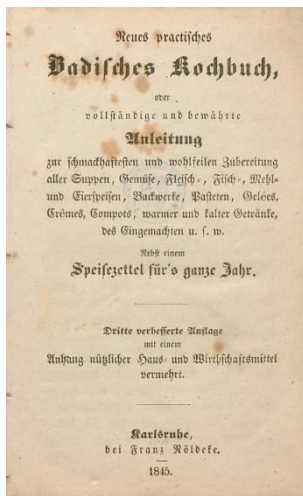 Neues practisches
Badisches Kochbuch,
oder
vollständige und bewährte
Anleitung
zur schmackhaftesten und wohlfeilen Zubereitung
aller Suppen, Gemüse, Fleisch-, Fisch-, Mehl-
und Eierspeisen, Backwerke, Pasteten, Gelées,
Crêmes, Compots, warmer und kalter Getränke,
des Eingemachten u. s. w.
Nebst einem
Speisezettel für's ganze Jahr.
Dritte verbesserte Auflage
mit einem
Anhang nützlicher Haus- und Wirthschaftsmittel
vermehrt.
Karlsruhe,
bei Franz Nöldeke.
1845.